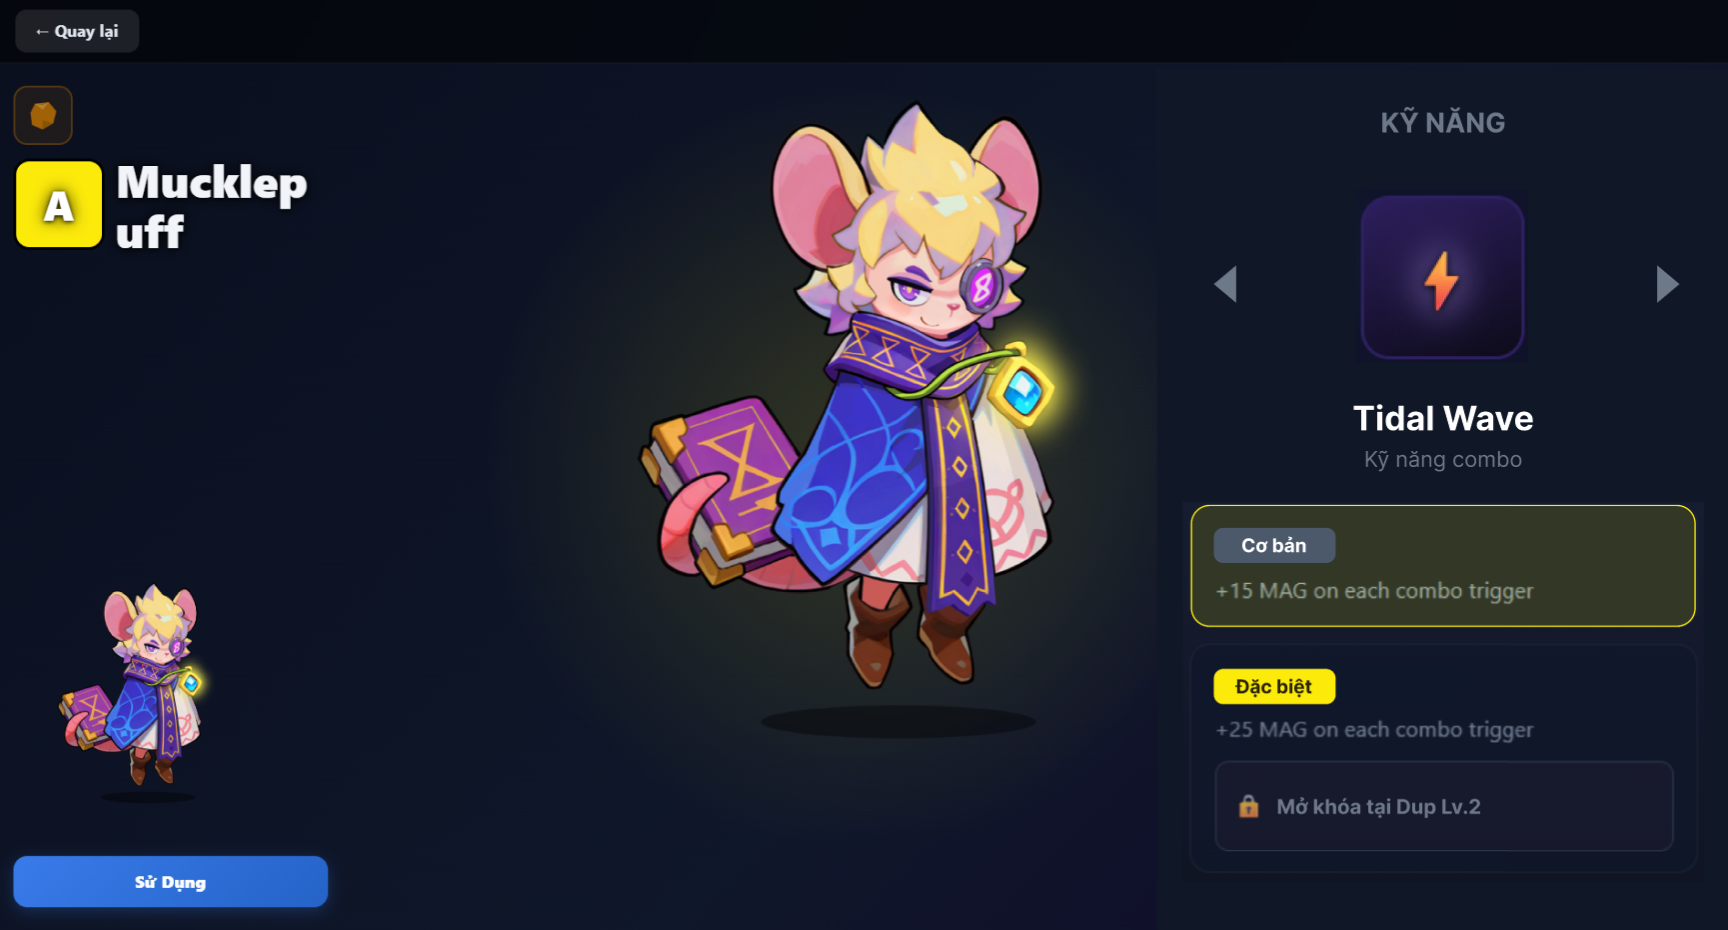 ← Quay lại
A
Mucklep
uff
Sử Dụng
KỸ NĂNG
8
Tidal Wave
Kỹ năng combo
Cơ bản
+15 MAG on each combo trigger
Đặc biệt
+25 MAG on each combo trigger
Mở khóa tại Dup Lv.2